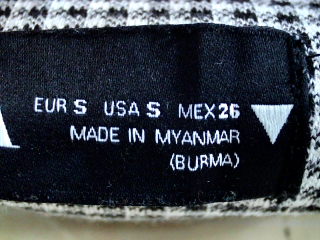 EUR S USA S MEX 26
MADE IN MYANMAR
(BURMA)